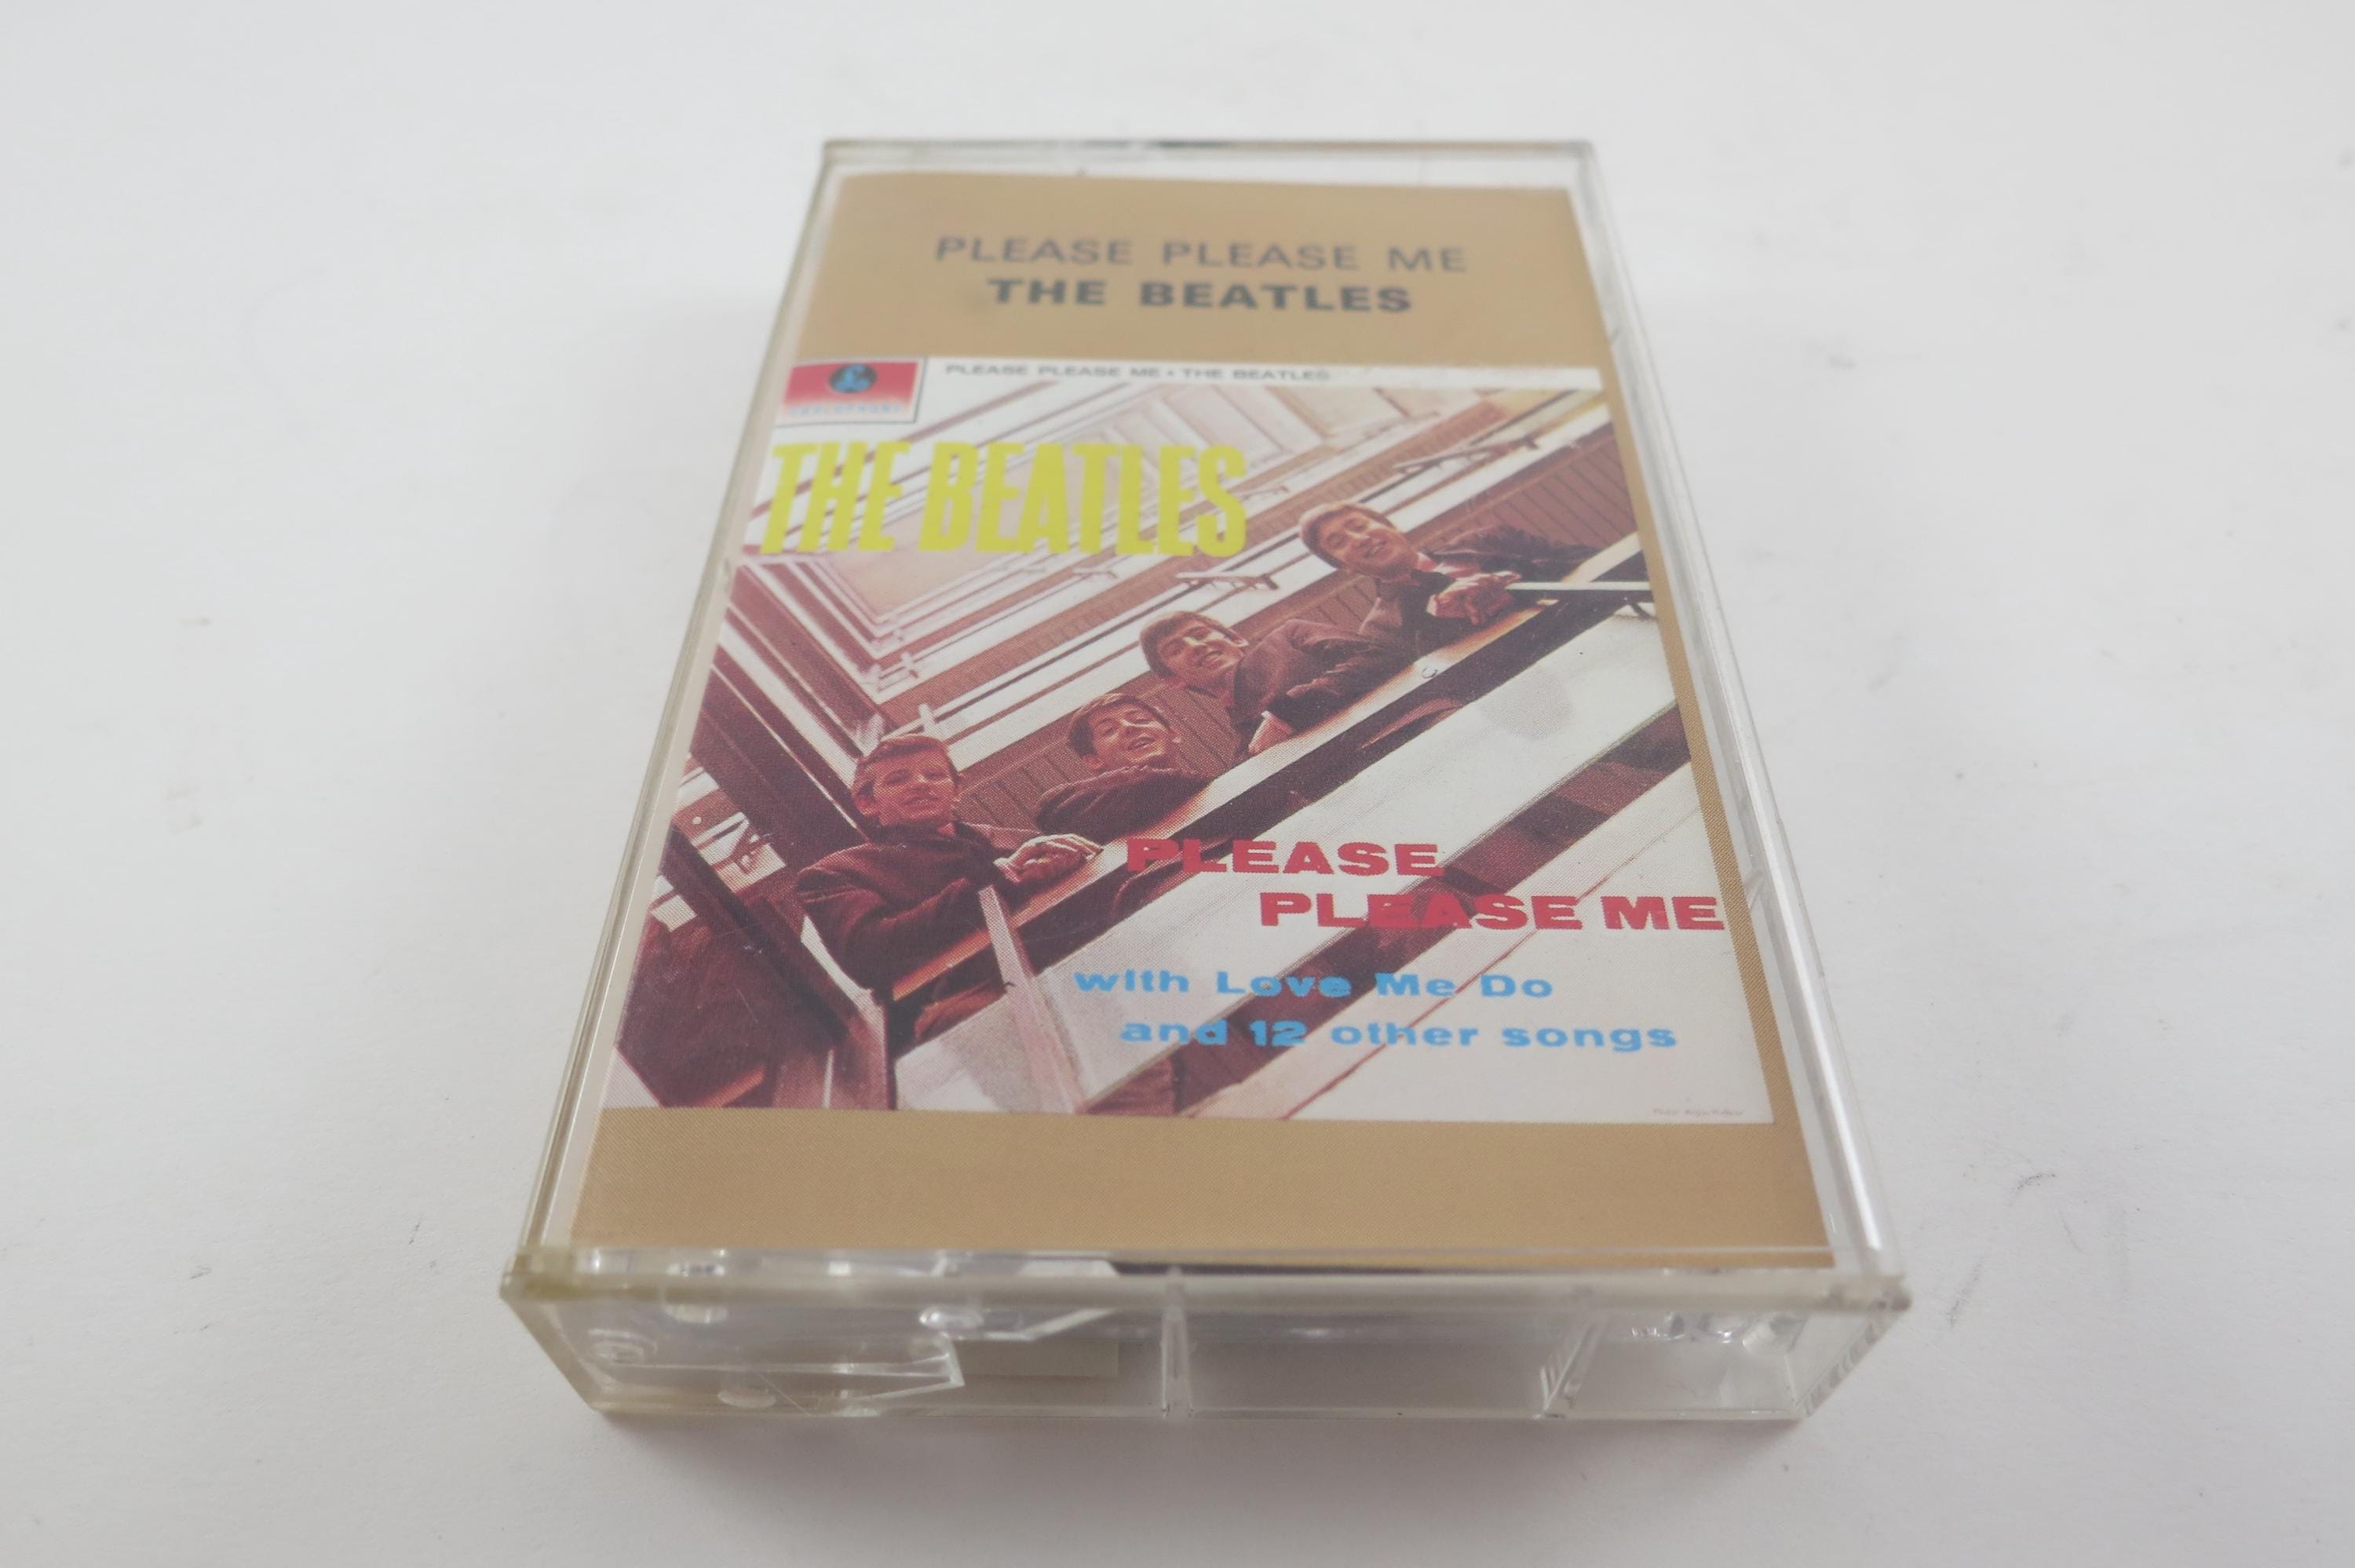 PLEASE PLEASE ME
THE BEATLES
PLEASE PLEASE ME • THE BEATLES
PARLOPHONE
THE BEATLES
PLEASE
PLEASE ME
with Love Me Do
and 12 other songs